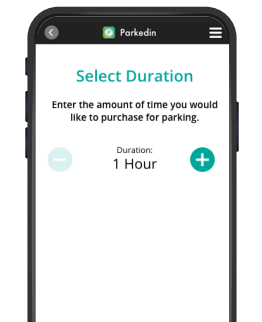 Parkedin
Select Duration
Enter the amount of time you would
like to purchase for parking.
Duration:
1 Hour